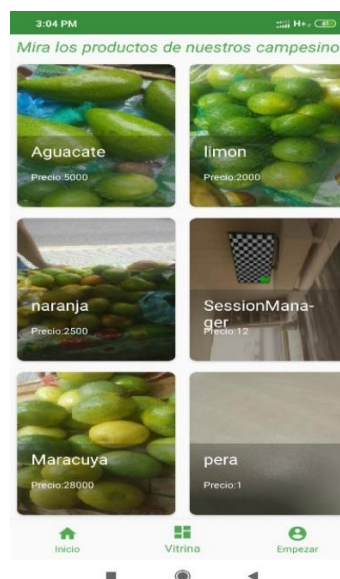 3:04 PM
H+
Mira los productos de nuestros campesino
Aguacate
Precio:5000
limon
Precio:2000
naranja
Precio:2500
SessionMana-
ger
Precio:12
Maracuya
Precio:28000
pera
Precio:1
Inicio
Vitrina
Empezar